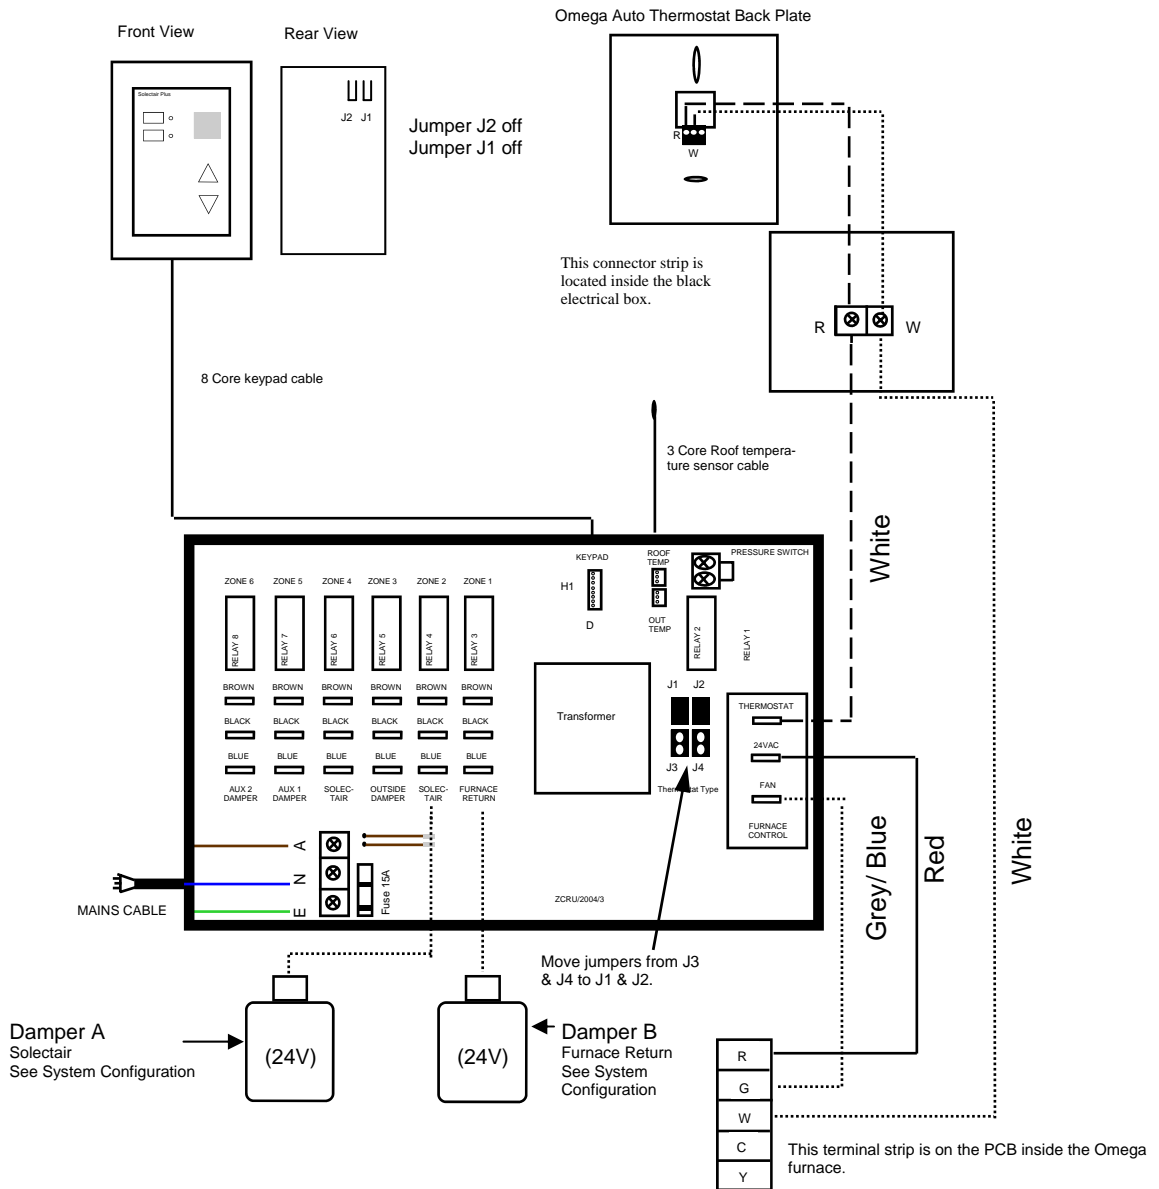 Omega Auto Thermostat Back Plate
Front View
Rear View
Solectair Plus
J2 J1
Jumper J2 off
Jumper J1 off
R
W
This connector strip is
located inside the black
electrical box.
R
W
8 Core keypad cable
3 Core Roof tempera-
ture sensor cable
White
KEYPAD
H1
D
ROOF
TEMP
OUT
TEMP
PRESSURE SWITCH
RELAY 2
RELAY 1
ZONE 6
ZONE 5
ZONE 4
ZONE 3
ZONE 2
ZONE 1
RELAY 8
RELAY 7
RELAY 6
RELAY 5
RELAY 4
RELAY 3
BROWN
BROWN
BROWN
BROWN
BROWN
BROWN
BLACK
BLACK
BLACK
BLACK
BLACK
BLACK
BLUE
BLUE
BLUE
BLUE
BLUE
BLUE
AUX 2
DAMPER
AUX 1
DAMPER
SOLEC-
TAIR
OUTSIDE
DAMPER
SOLEC-
TAIR
FURNACE
RETURN
Transformer
J1 J2
J3 J4
Thermostat Type
THERMOSTAT
24VAC
FAN
FURNACE
CONTROL
A
N
E
Fuse 15A
MAINS CABLE
ZCRU/2004/3
Grey/ Blue
Red
White
Move jumpers from J3
& J4 to J1 & J2.
Damper A
Solectair
See System Configuration
(24V)
(24V)
Damper B
Furnace Return
See System
Configuration
R
G
W
C
Y
This terminal strip is on the PCB inside the Omega
furnace.